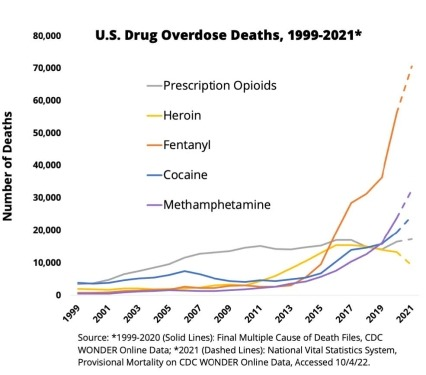 U.S. Drug Overdose Deaths, 1999-2021*
80,000
70,000
60,000
50,000
40,000
30,000
20,000
10,000
0
Number of Deaths
Prescription Opioids
Heroin
Fentanyl
Cocaine
Methamphetamine
1999
2001
2003
2005
2007
2009
2011
2013
2015
2017
2019
2021
Source: *1999-2020 (Solid Lines): Final Multiple Cause of Death Files, CDC
WONDER Online Data; *2021 (Dashed Lines): National Vital Statistics System,
Provisional Mortality on CDC WONDER Online Data, Accessed 10/4/22.